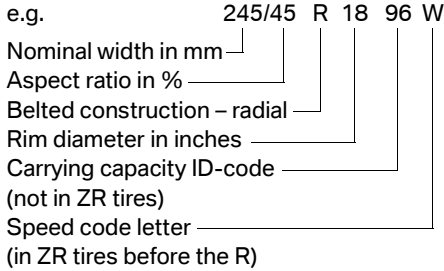 e.g. 245/45 R 18 96 W
Nominal width in mm
Aspect ratio in %
Belted construction – radial
Rim diameter in inches
Carrying capacity ID-code
(not in ZR tires)
Speed code letter
(in ZR tires before the R)